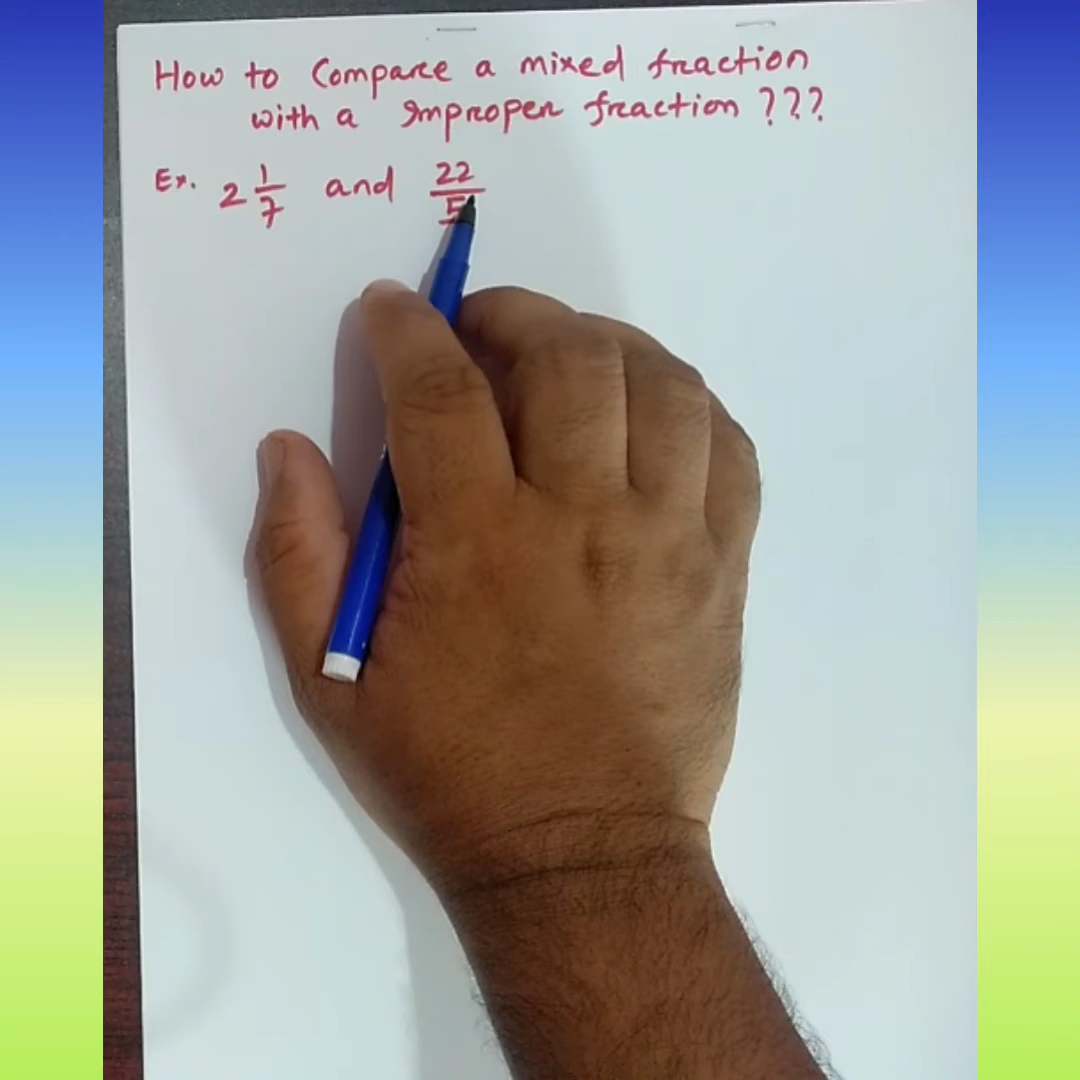 How to Compare a mixed fraction
with a Improper fraction ???
Ex. 2 1/7 and 22/5